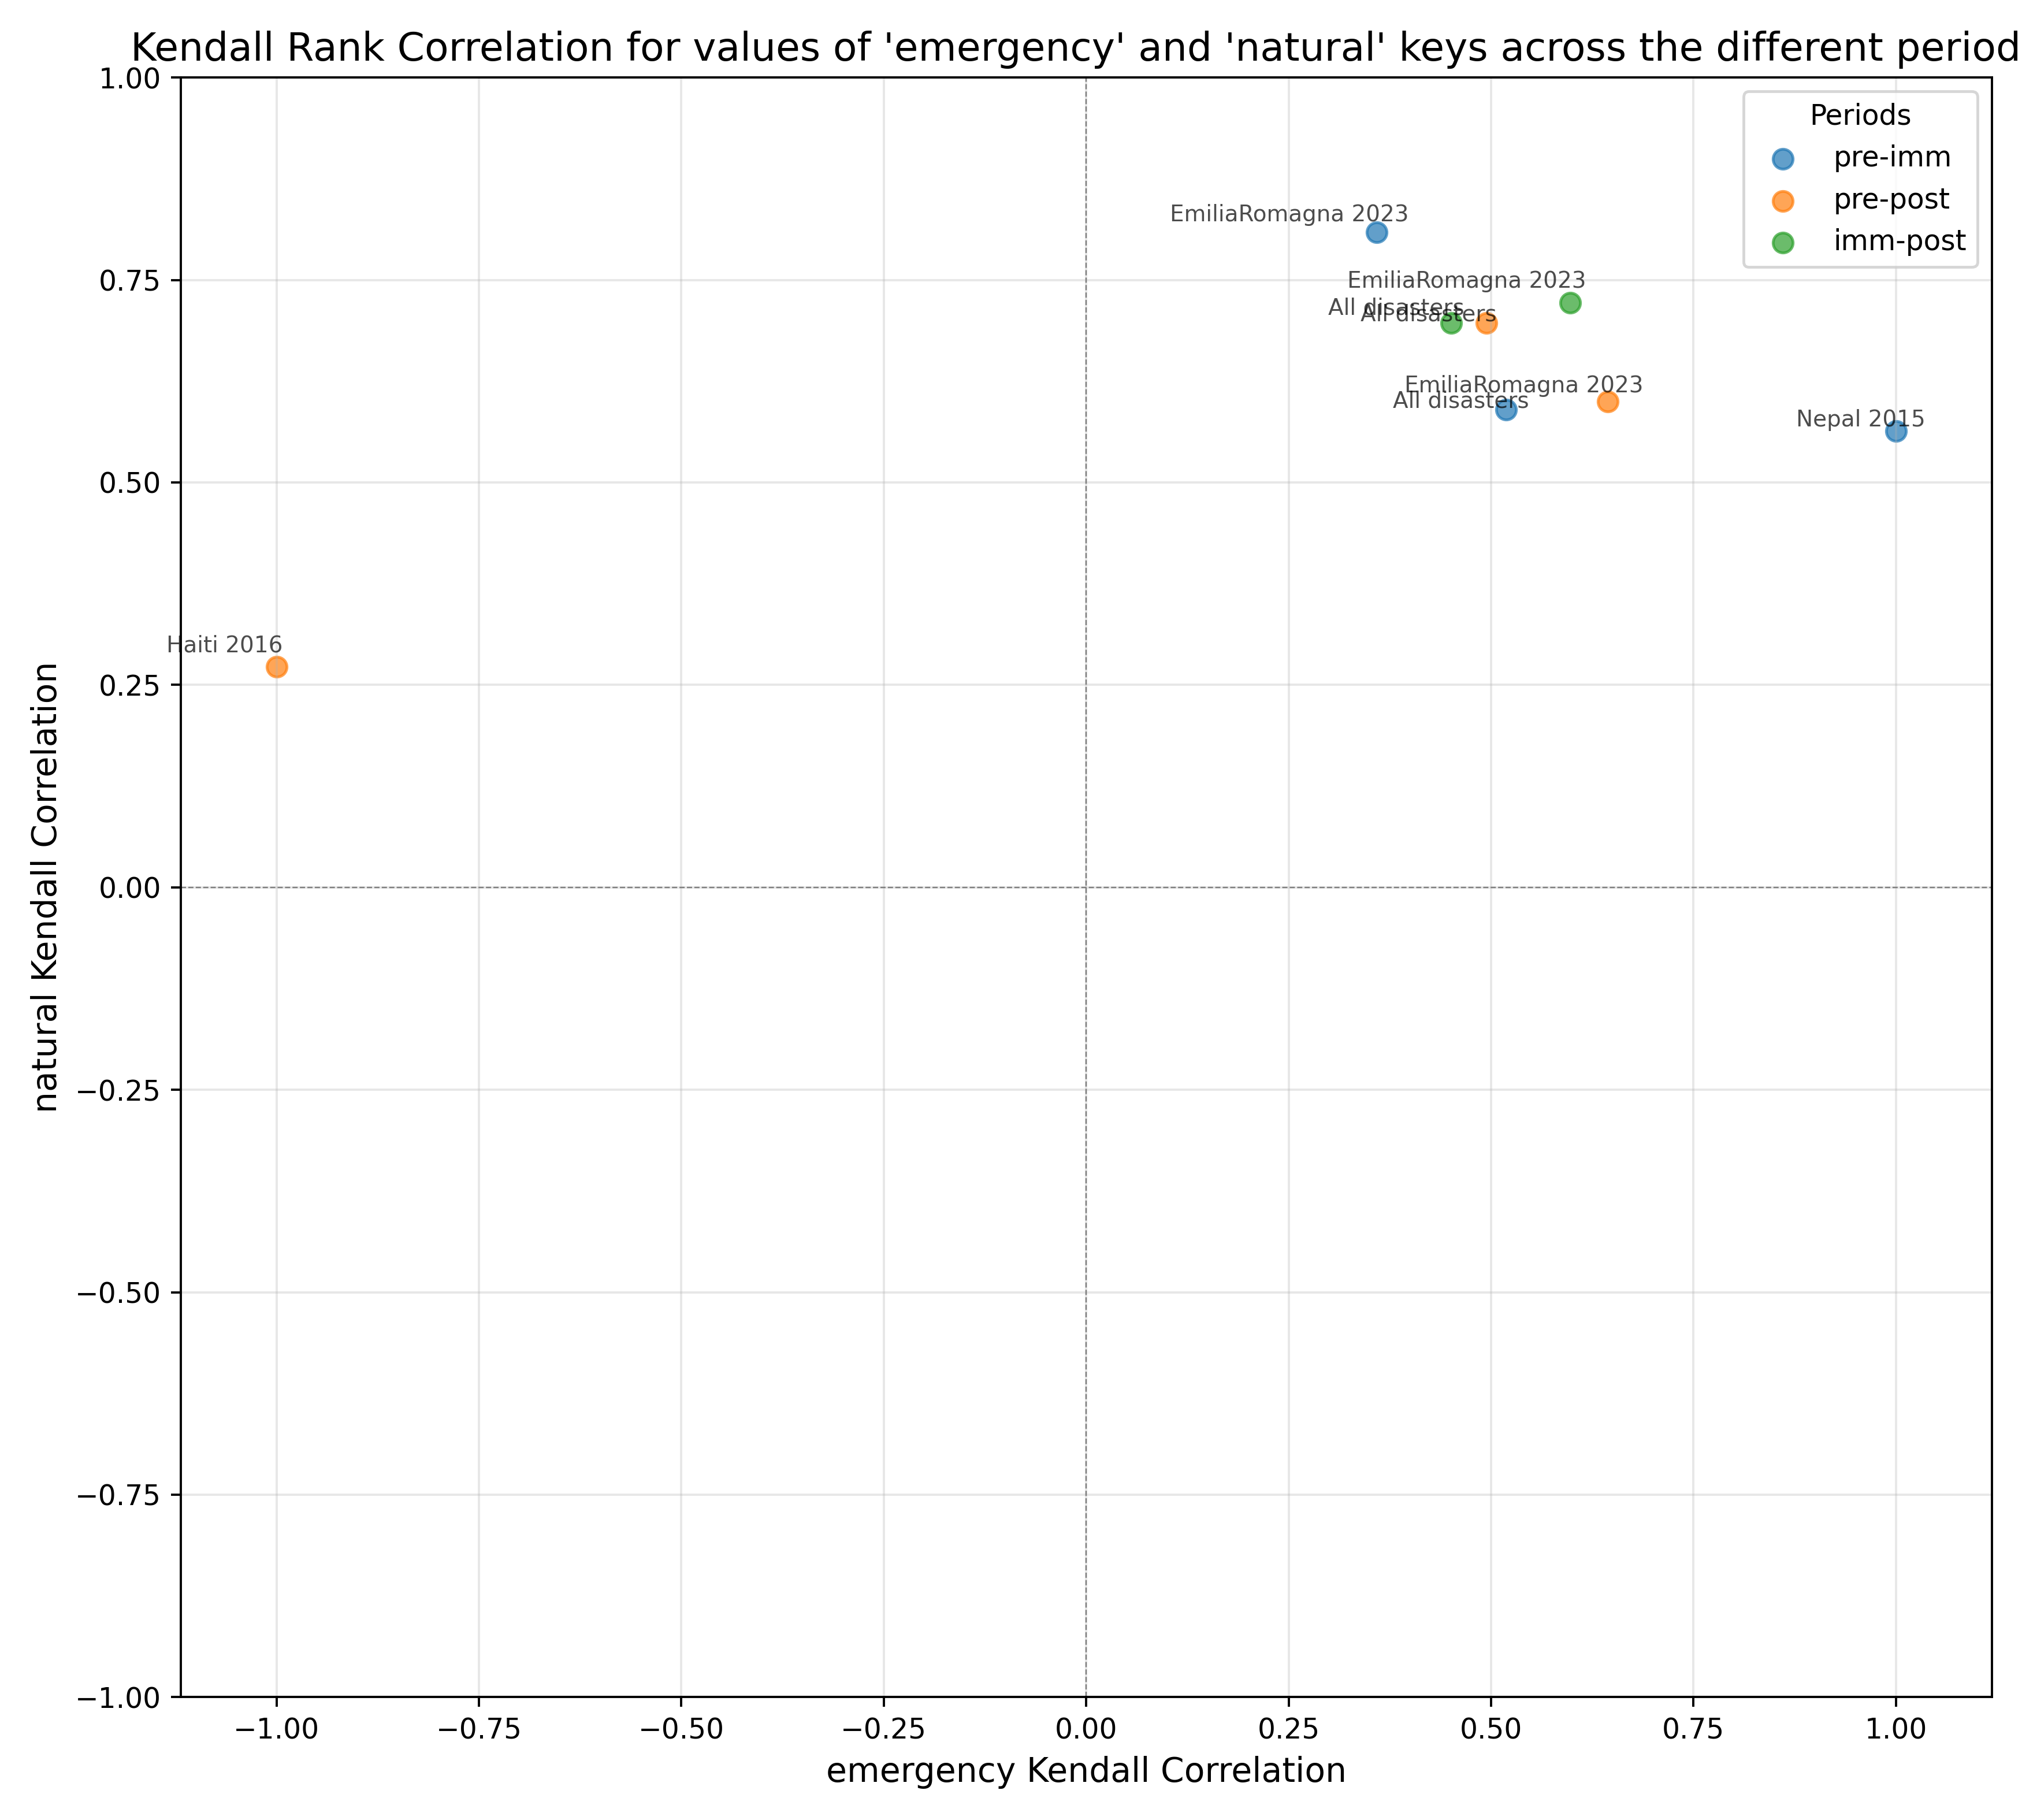 Kendall Rank Correlation for values of 'emergency' and 'natural' keys across the different period
1.00
0.75
0.50
0.25
0.00
−0.25
−0.50
−0.75
−1.00
natural Kendall Correlation
Periods
pre-imm
pre-post
imm-post
EmiliaRomagna 2023
EmiliaRomagna 2023
All disasters
All disasters
EmiliaRomagna 2023
All disasters
Nepal 2015
Haiti 2016
−1.00
−0.75
−0.50
−0.25
0.00
0.25
0.50
0.75
1.00
emergency Kendall Correlation